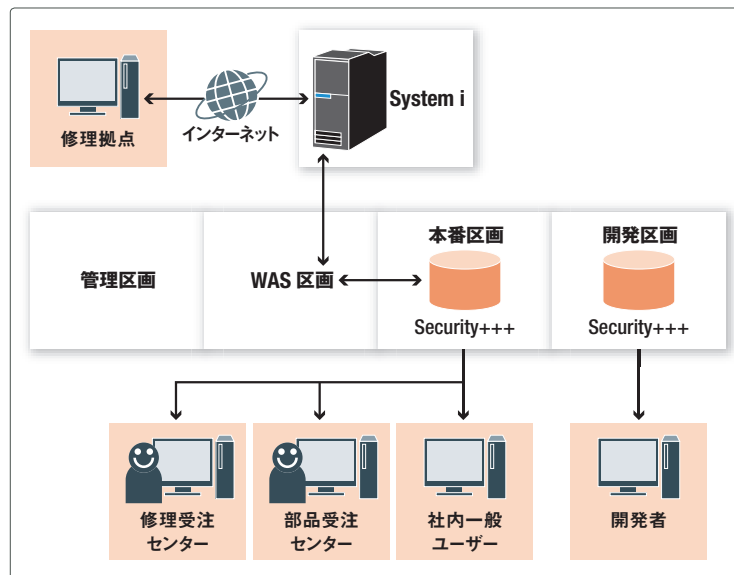 System i
修理拠点
インターネット
管理区画
WAS 区画
本番区画
Security+++
開発区画
Security+++
修理受注
センター
部品受注
センター
社内一般
ユーザー
開発者